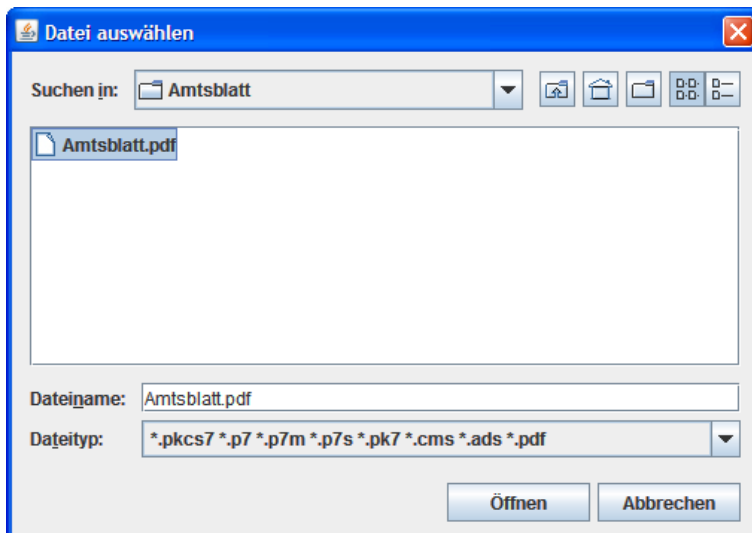 Datei auswählen
Suchen in: Amtsblatt
Amtsblatt.pdf
Dateiname: Amtsblatt.pdf
Dateityp: *.pkcs7 *.p7 *.p7m *.p7s *.pk7 *.cms *.ads *.pdf
Öffnen Abbrechen